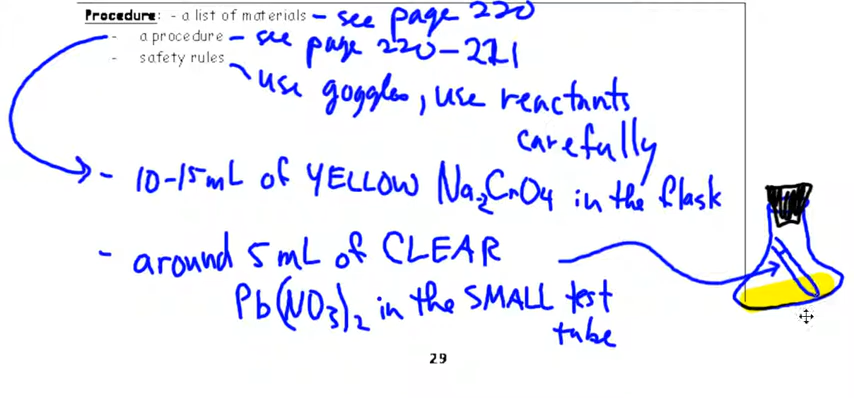 Procedure: - a list of materials - see page 220
- a procedure - see page 220-221
- safety rules
use goggles, use reactants
carefully
- 10-15mL of YELLOW Na2CrO4 in the flask
- around 5 mL of CLEAR
Pb(NO3)2 in the SMALL test
tube
29